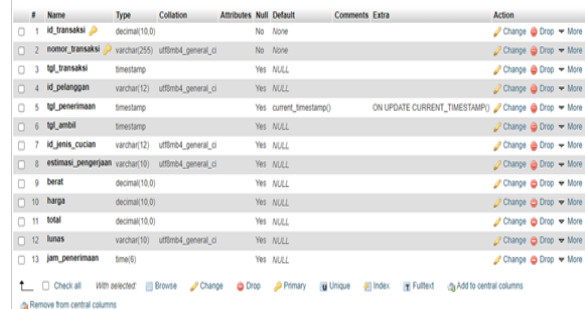 # Name Type Collation Attributes Null Default Comments Extra Action
1 id_transaksi decimal(10,0) No None Change Drop More
2 nomor_transaksi varchar(255) utf8mb4_general_ci No None Change Drop More
3 tgl_transaksi timestamp Yes NULL Change Drop More
4 id_pelanggan varchar(12) utf8mb4_general_ci Yes NULL Change Drop More
5 tgl_penerimaan timestamp Yes current_timestamp() ON UPDATE CURRENT_TIMESTAMP() Change Drop More
6 tgl_ambil timestamp Yes NULL Change Drop More
7 id_jenis_cucian varchar(12) utf8mb4_general_ci Yes NULL Change Drop More
8 estimasi_pengerjaan varchar(10) utf8mb4_general_ci Yes NULL Change Drop More
9 berat decimal(10,0) Yes NULL Change Drop More
10 harga decimal(10,0) Yes NULL Change Drop More
11 total decimal(10,0) Yes NULL Change Drop More
12 lunas varchar(10) utf8mb4_general_ci Yes NULL Change Drop More
13 jam_penerimaan time(6) Yes NULL Change Drop More
Check all With selected: Browse Change Drop Primary Unique Index Fulltext Add to central columns
Remove from central columns